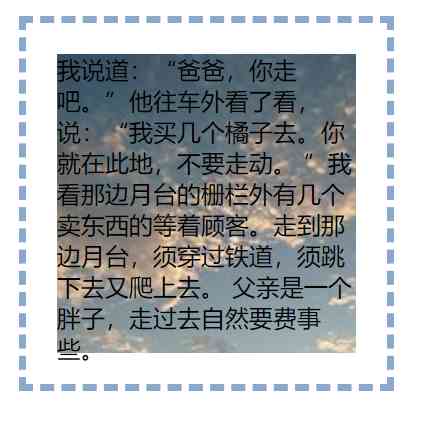 我说道：“爸爸，你走
吧。”他往车外看了看，
说：“我买几个橘子去。你
就在此地，不要走动。 ”我
看那边月台的栅栏外有几个
卖东西的等着顾客。走到那
边月台，须穿过铁道，须跳
下去又爬上去。 父亲是一个
胖子，走过去自然要费事
些。